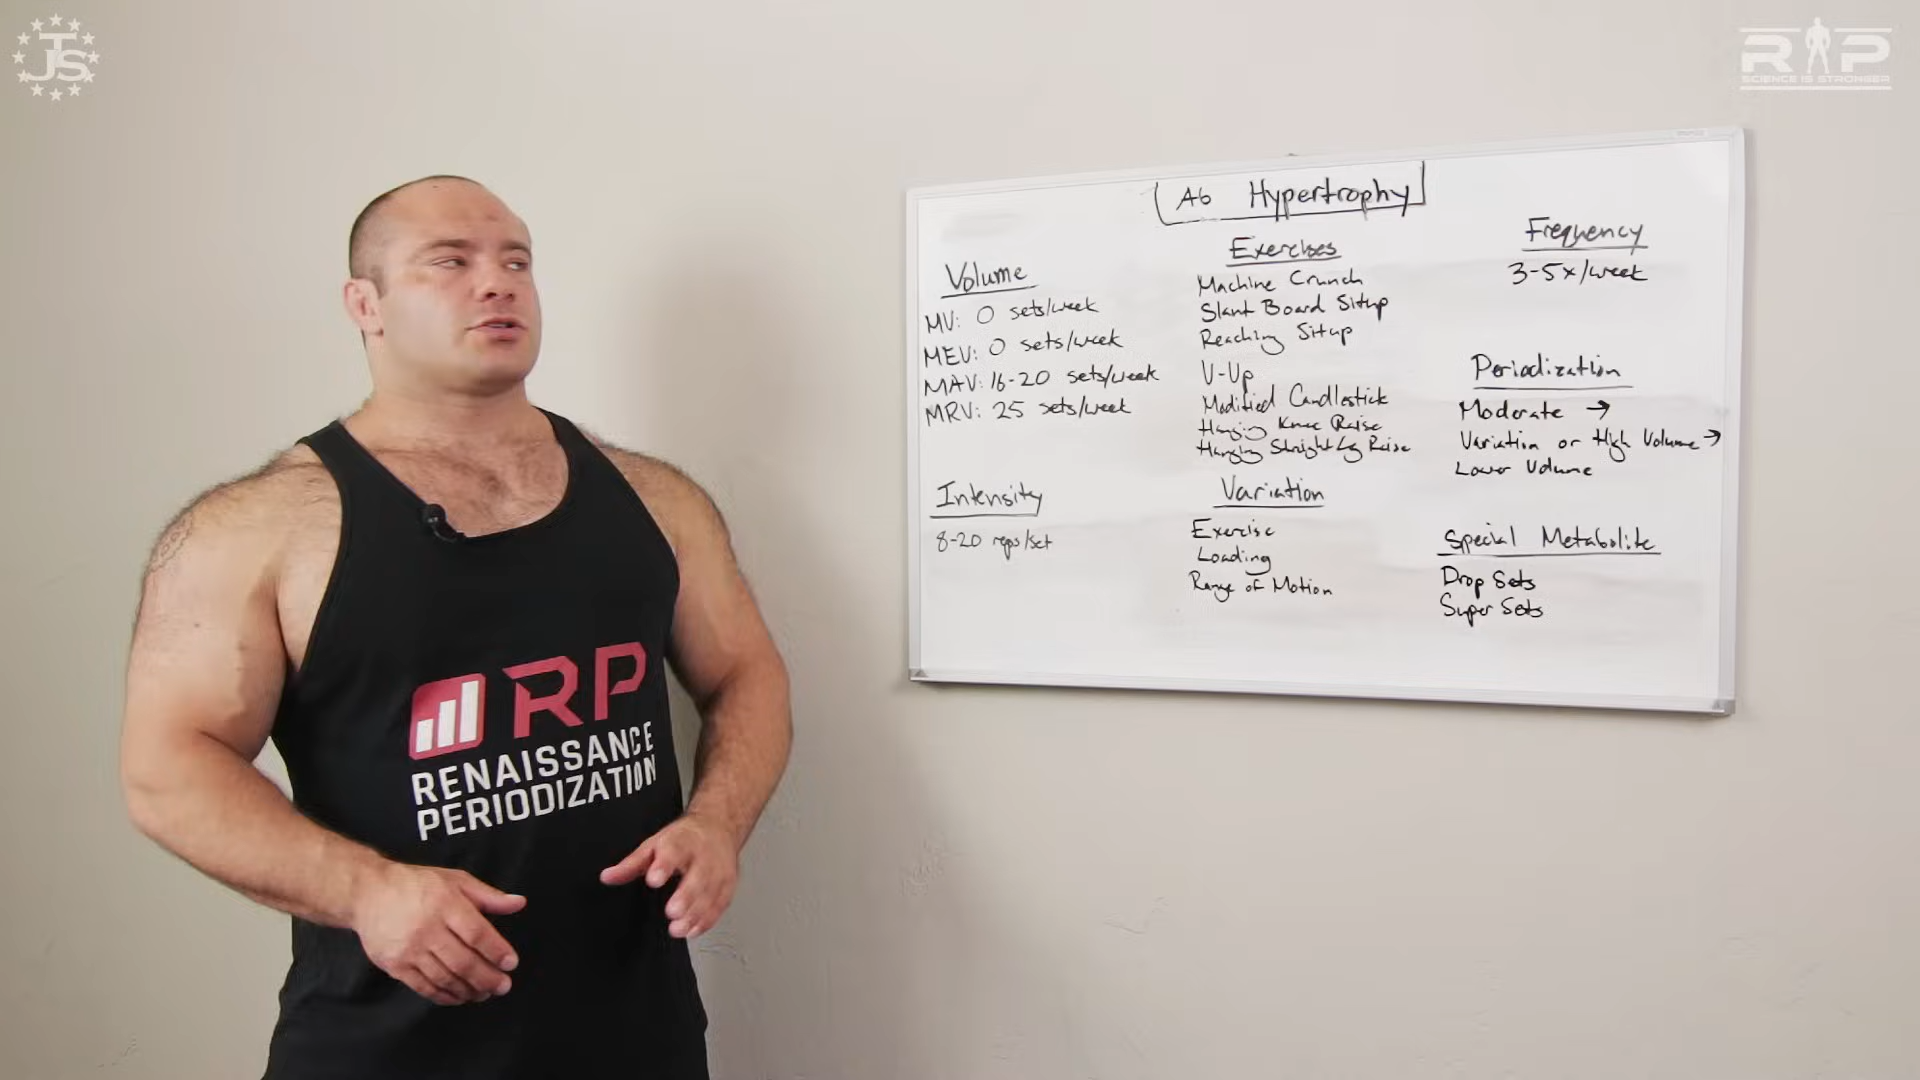 JTS
RP
SCIENCE IS STRONGER
Ab Hypertrophy
Volume
MV: 0 sets/week
MEV: 0 sets/week
MAV: 16-20 sets/week
MRV: 25 sets/week
Intensity
8-20 reps/set
Exercises
Machine Crunch
Slant Board Situp
Reaching Situp
V-Up
Modified Candlestick
Hanging Knee Raise
Hanging Straight Leg Raise
Variation
Exercise
Loading
Range of Motion
Frequency
3-5x/week
Periodization
Moderate →
Variation or High Volume →
Lower Volume
Special Metabolite
Drop Sets
Super Sets
RP
RENAISSANCE
PERIODIZATION